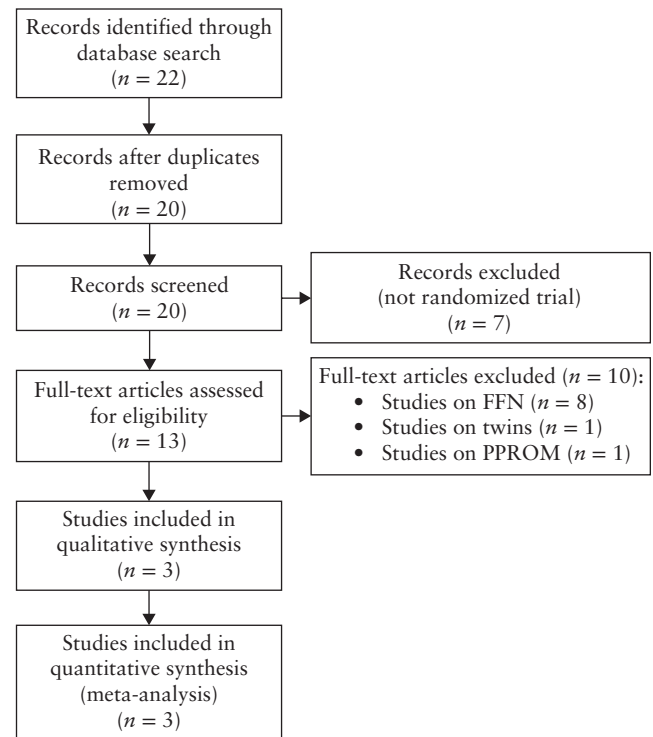 Records identified through
database search
(n = 22)
Records after duplicates
removed
(n = 20)
Records screened
(n = 20)
Records excluded
(not randomized trial)
(n = 7)
Full-text articles assessed
for eligibility
(n = 13)
Full-text articles excluded (n = 10):
• Studies on FFN (n = 8)
• Studies on twins (n = 1)
• Studies on PPROM (n = 1)
Studies included in
qualitative synthesis
(n = 3)
Studies included in
quantitative synthesis
(meta-analysis)
(n = 3)